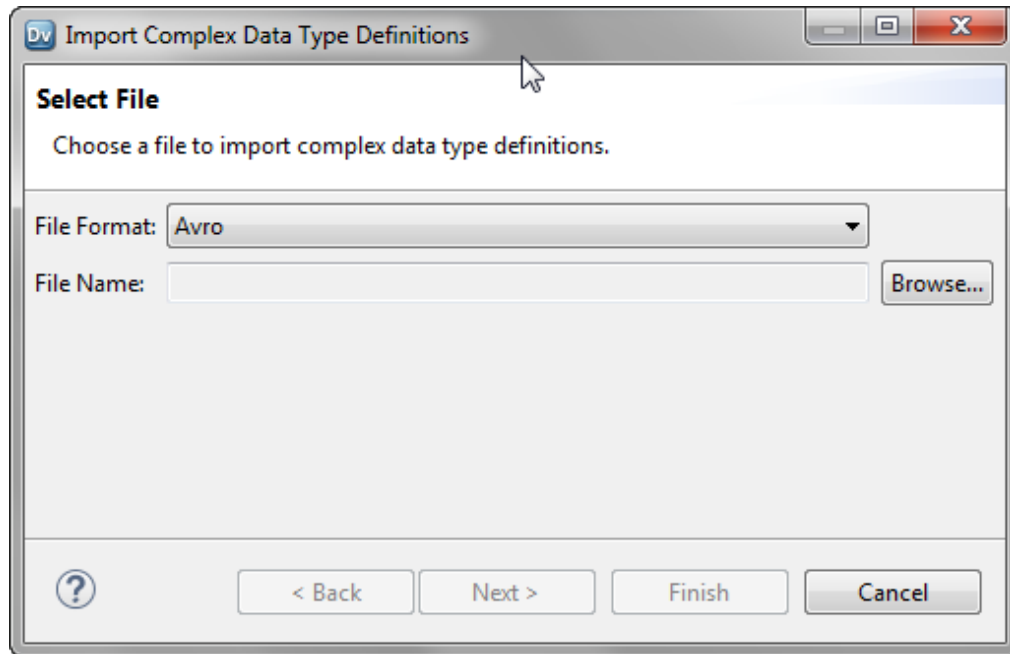 Dv Import Complex Data Type Definitions
X
Select File
Choose a file to import complex data type definitions.
File Format: Avro
File Name: Browse...
? < Back Next > Finish Cancel